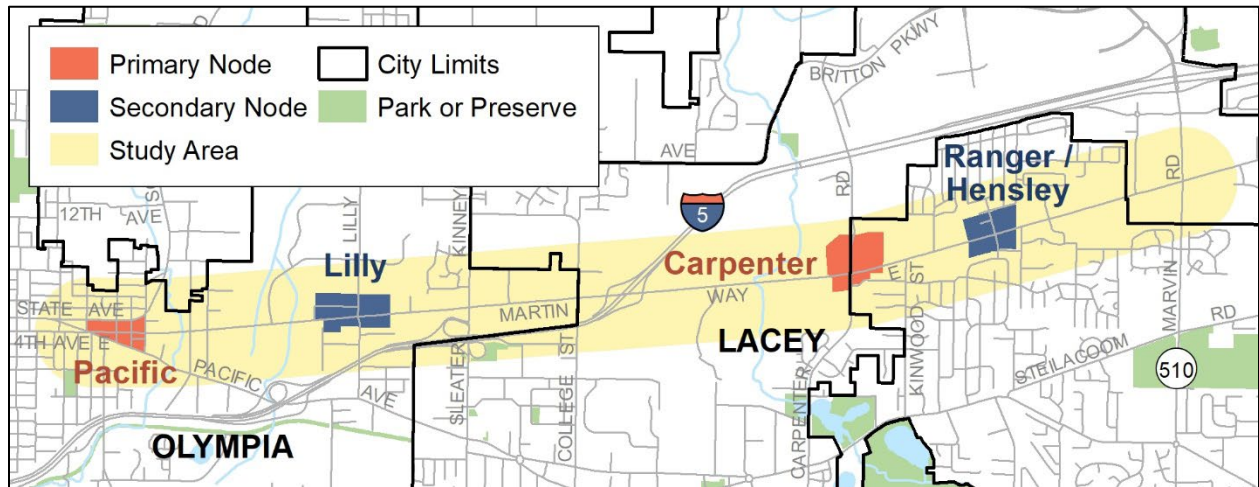 Primary Node
Secondary Node
Study Area
City Limits
Park or Preserve
BRITTON PKWY
AVE
12TH
AVE
LILLY
KINNEY
5
RD
RD
Ranger /
Hensley
Lilly
Carpenter
E
STATE AVE
MARTIN
WAY
4TH AVE E
Pacific
PACIFIC
AVE
SLEATER
COLLEGE ST
LACEY
CARPENTER
KINWOOD ST
STEILACOOM
RD
MARVIN
510
OLYMPIA